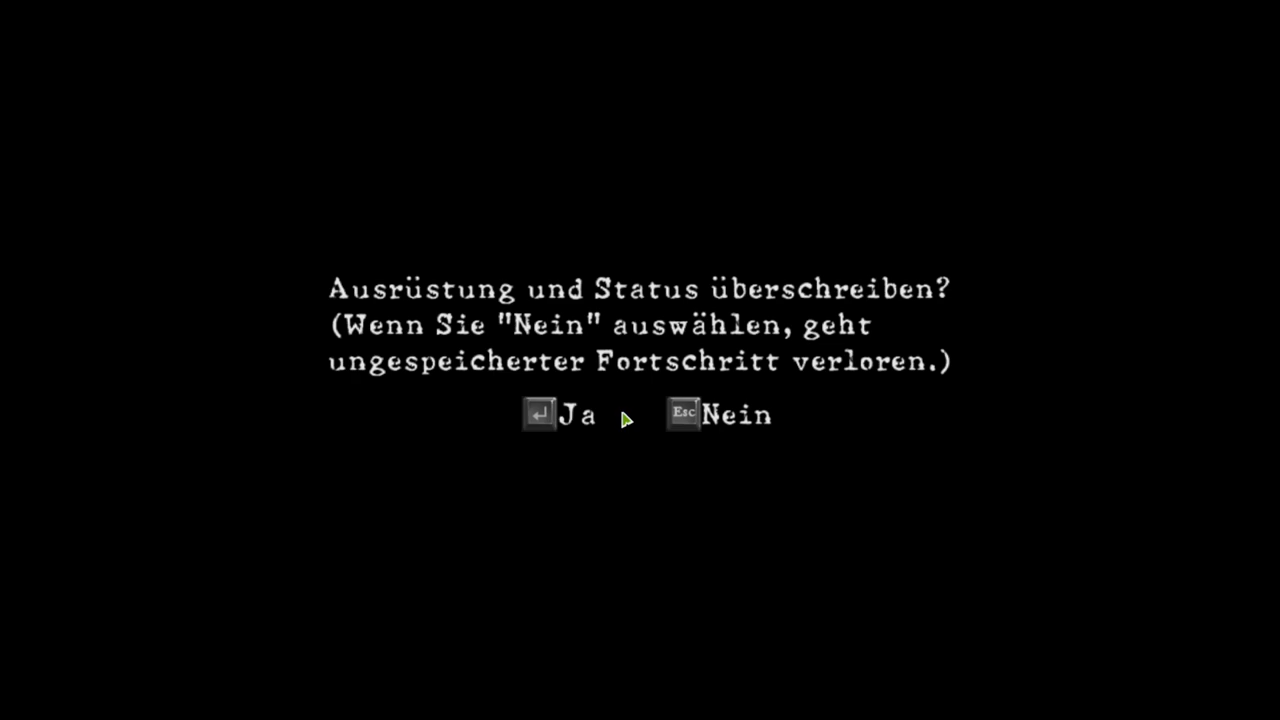 Ausrüstung und Status überschreiben?
(Wenn Sie "Nein" auswählen, geht
ungespeicherter Fortschritt verloren.)
↵ Ja Esc Nein